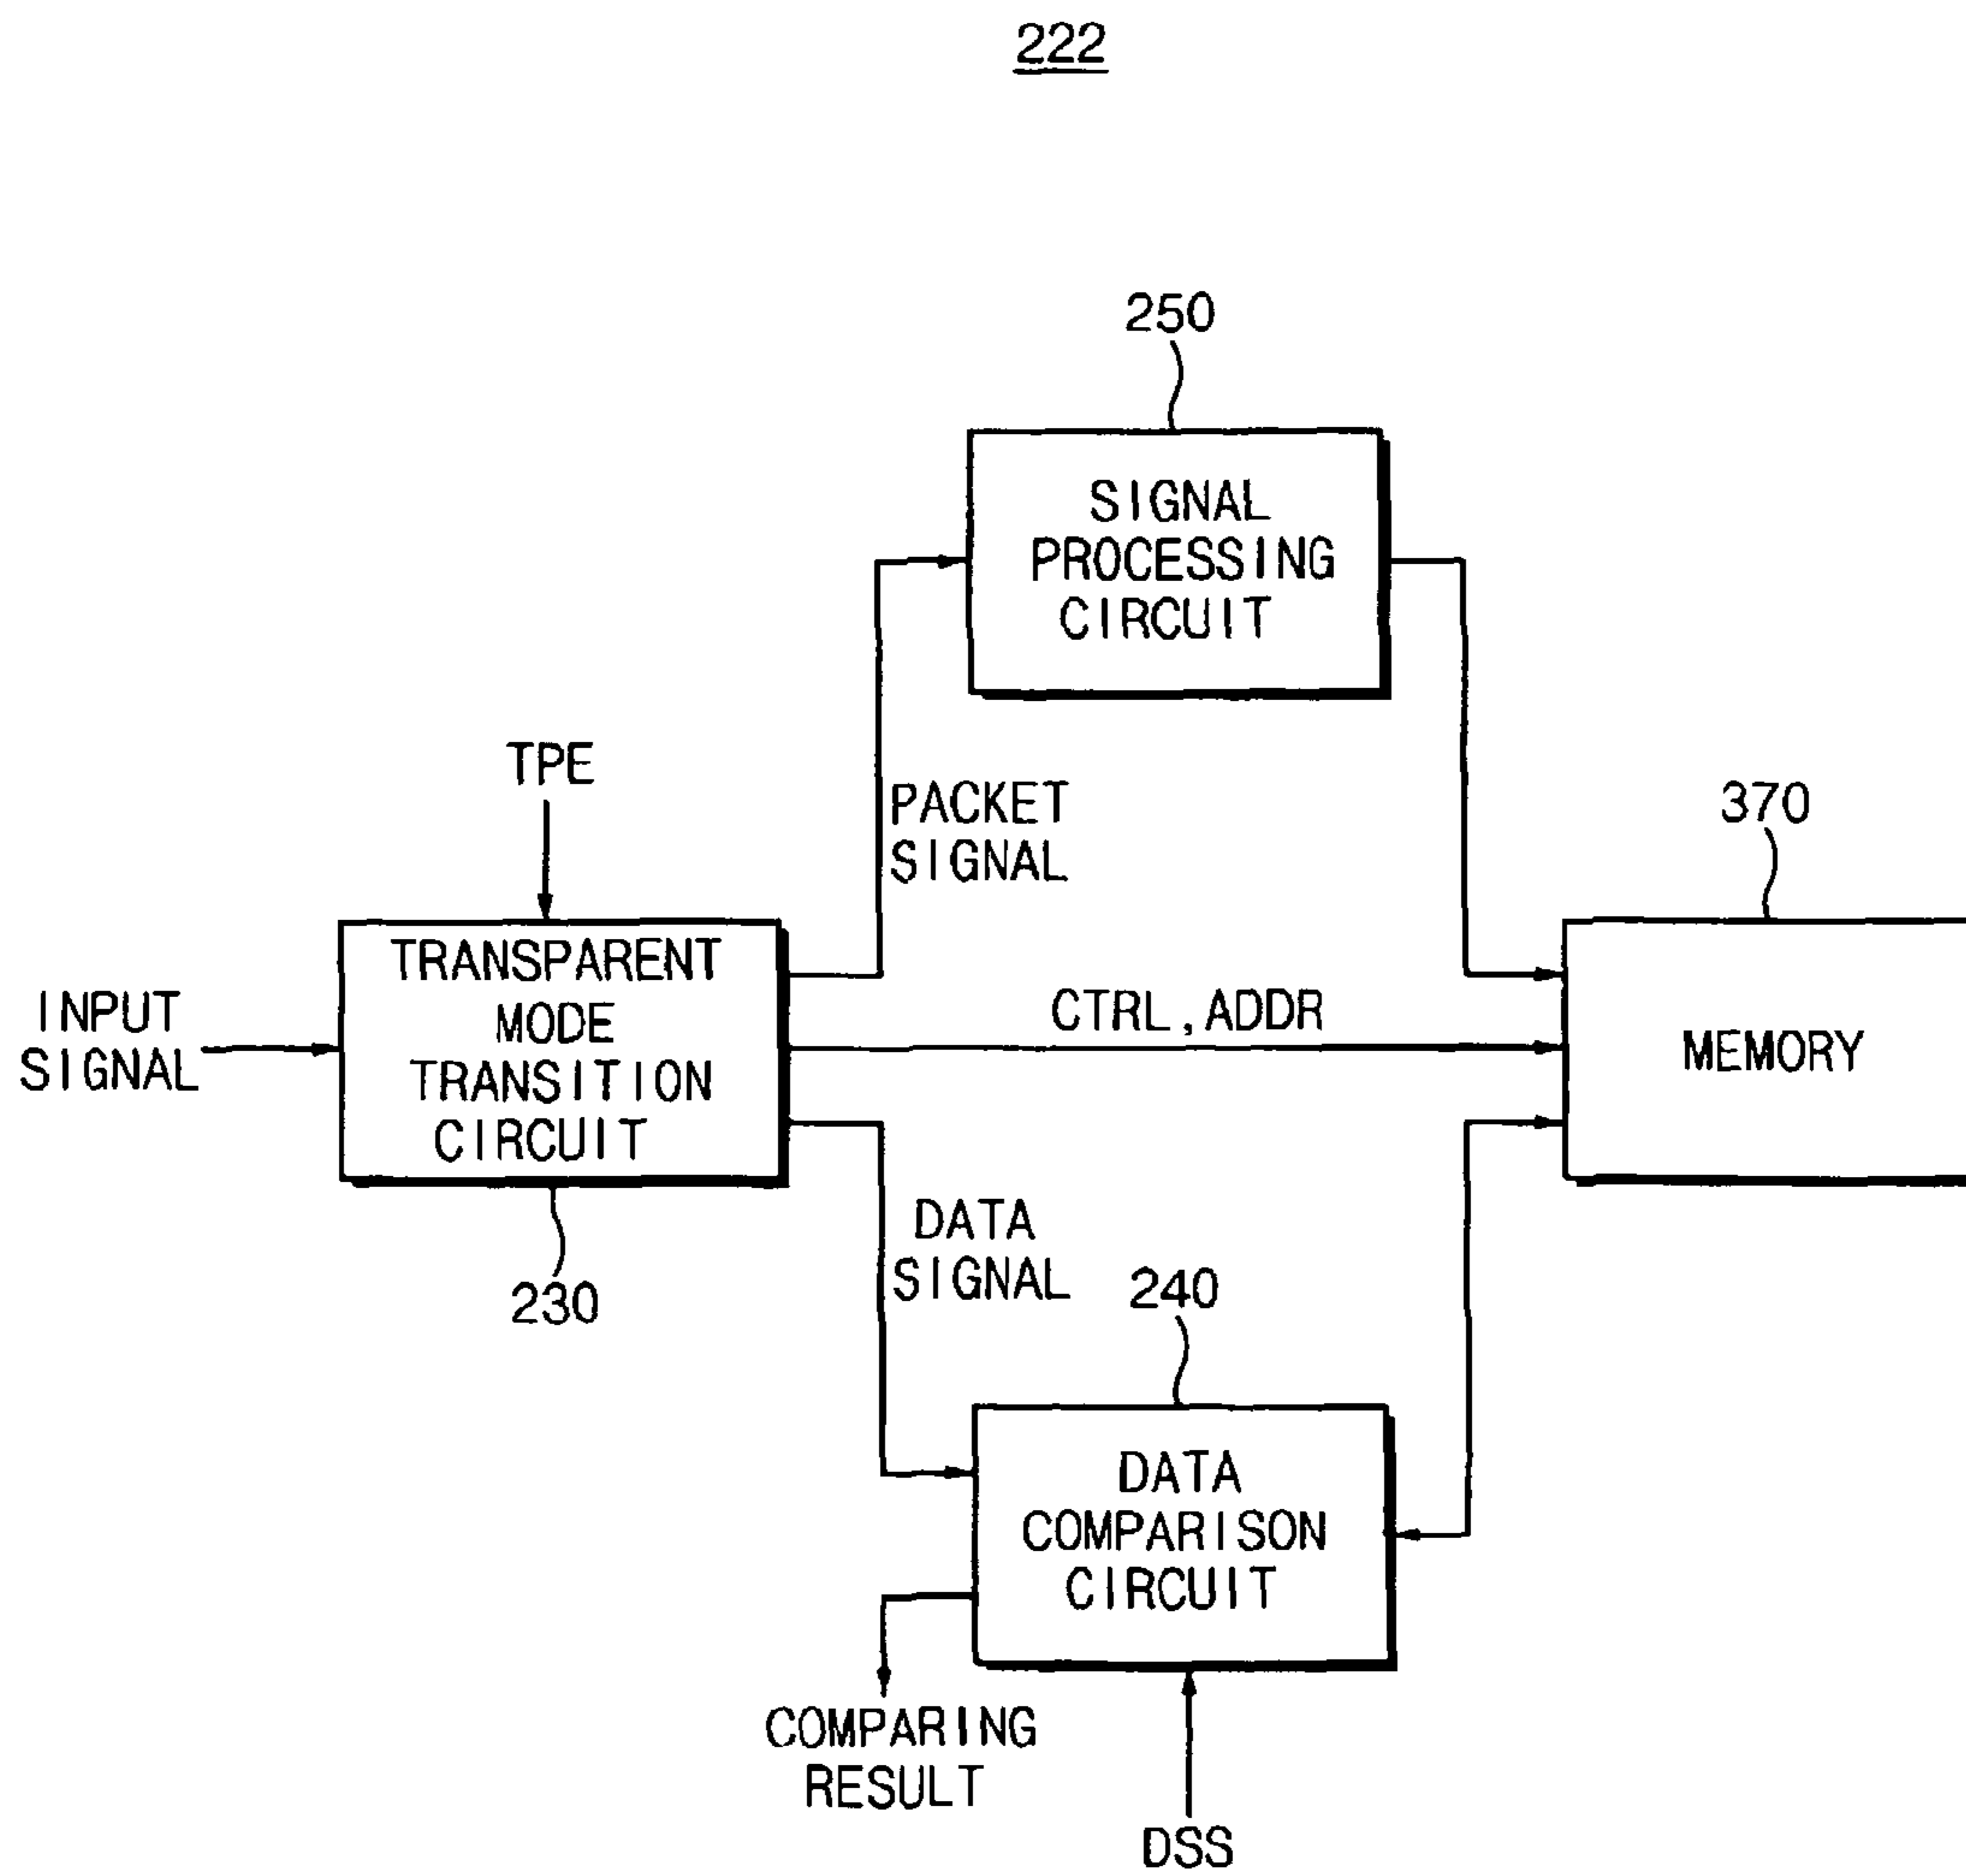 222
250
SIGNAL
PROCESSING
CIRCUIT
TPE
PACKET
SIGNAL
370
INPUT
SIGNAL
TRANSPARENT
MODE
TRANSITION
CIRCUIT
CTRL, ADDR
MEMORY
230
DATA
SIGNAL
240
DATA
COMPARISON
CIRCUIT
COMPARING
RESULT
DSS